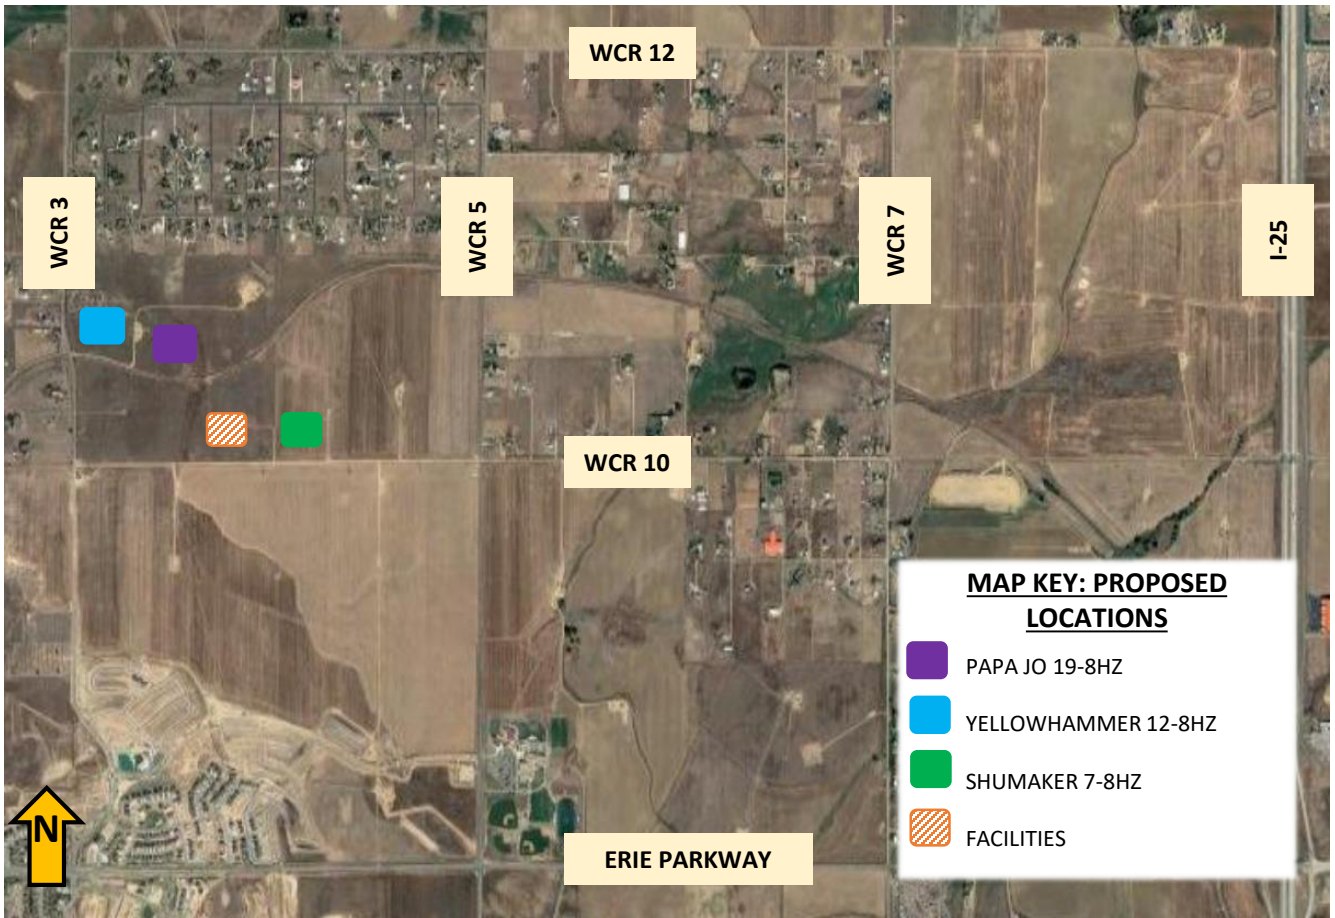 WCR 12
WCR 3
WCR 5
WCR 7
I-25
WCR 10
MAP KEY: PROPOSED
LOCATIONS
PAPA JO 19-8HZ
YELLOWHAMMER 12-8HZ
SHUMAKER 7-8HZ
FACILITIES
N
ERIE PARKWAY